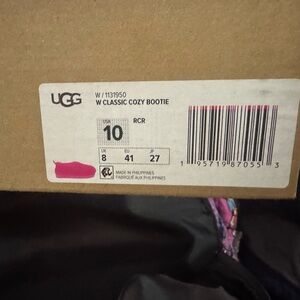 UGG
W / 1131950
W CLASSIC COZY BOOTIE
USA
10
RCR
UK EU JP
8 41 27
MADE IN PHILIPPINES
FABRIQUÉ AUX PHILIPPINES
1 95719 87055 3